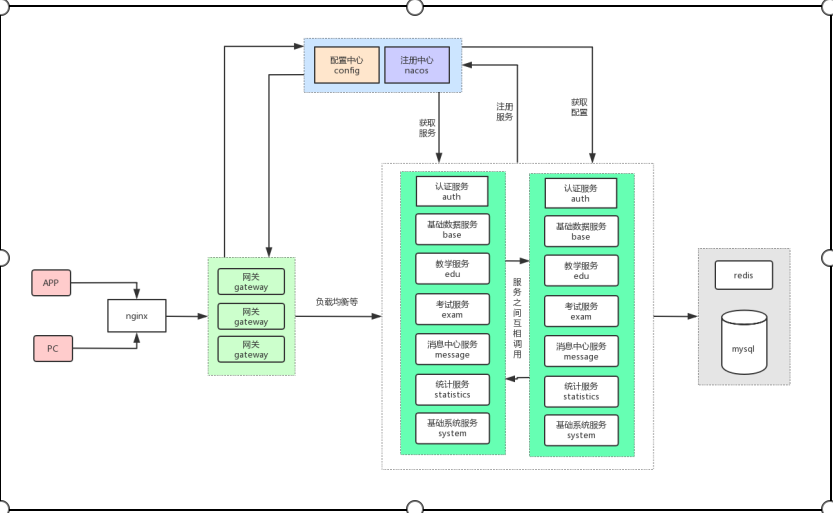 配置中心
config
注册中心
nacos
获取
服务
注册
服务
获取
配置
APP
PC
nginx
网关
gateway
网关
gateway
网关
gateway
负载均衡等
认证服务
auth
基础数据服务
base
教学服务
edu
考试服务
exam
消息中心服务
message
统计服务
statistics
基础系统服务
system
服务之间互相调用
认证服务
auth
基础数据服务
base
教学服务
edu
考试服务
exam
消息中心服务
message
统计服务
statistics
基础系统服务
system
redis
mysql